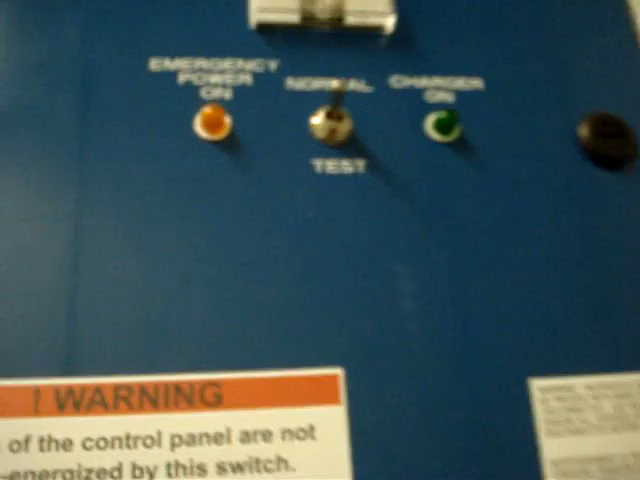 EMERGENCY
POWER
ON
NORMAL
CHARGER
ON
TEST
! WARNING
of the control panel are not
-energized by this switch.